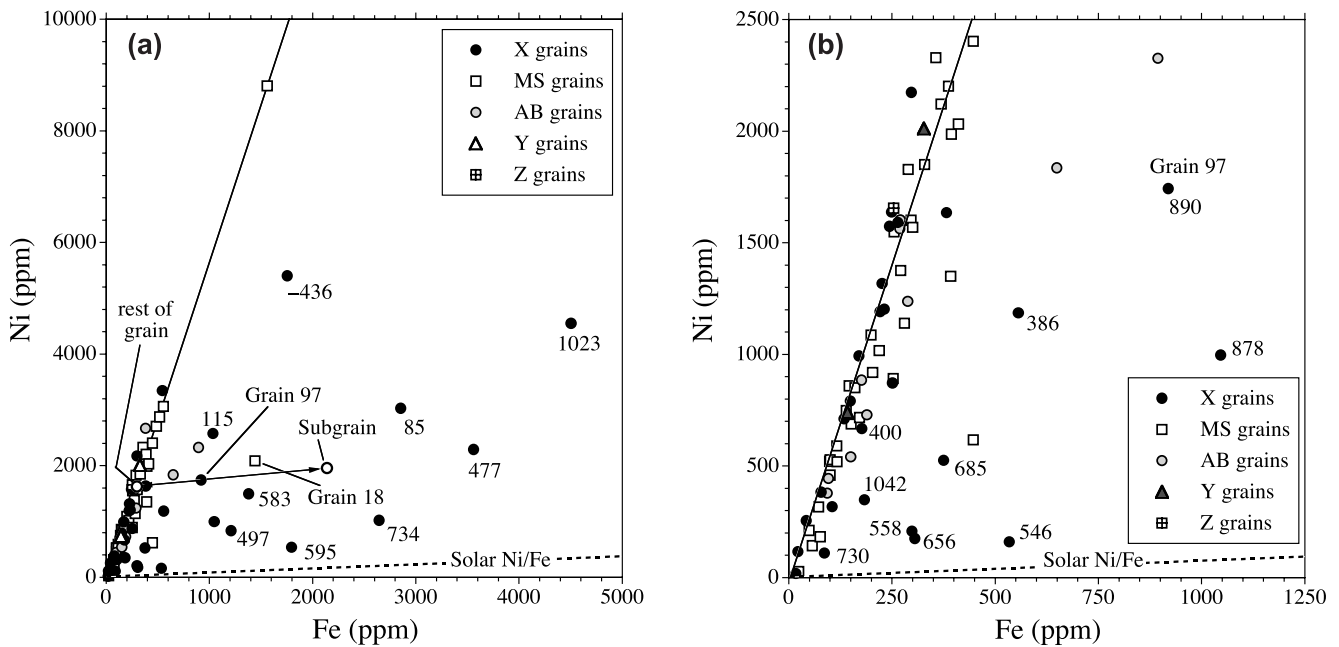 (a)
10000
8000
6000
4000
2000
0
Ni (ppm)
0 1000 2000 3000 4000 5000
Fe (ppm)
X grains
MS grains
AB grains
Y grains
Z grains
rest of
grain
−436
1023
Grain 97
115
Subgrain
85
477
583
Grain 18
497
595
734
Solar Ni/Fe
(b)
2500
2000
1500
1000
500
0
Ni (ppm)
0 250 500 750 1000 1250
Fe (ppm)
Grain 97
890
386
878
400
685
1042
558
656
546
730
Solar Ni/Fe
X grains
MS grains
AB grains
Y grains
Z grains